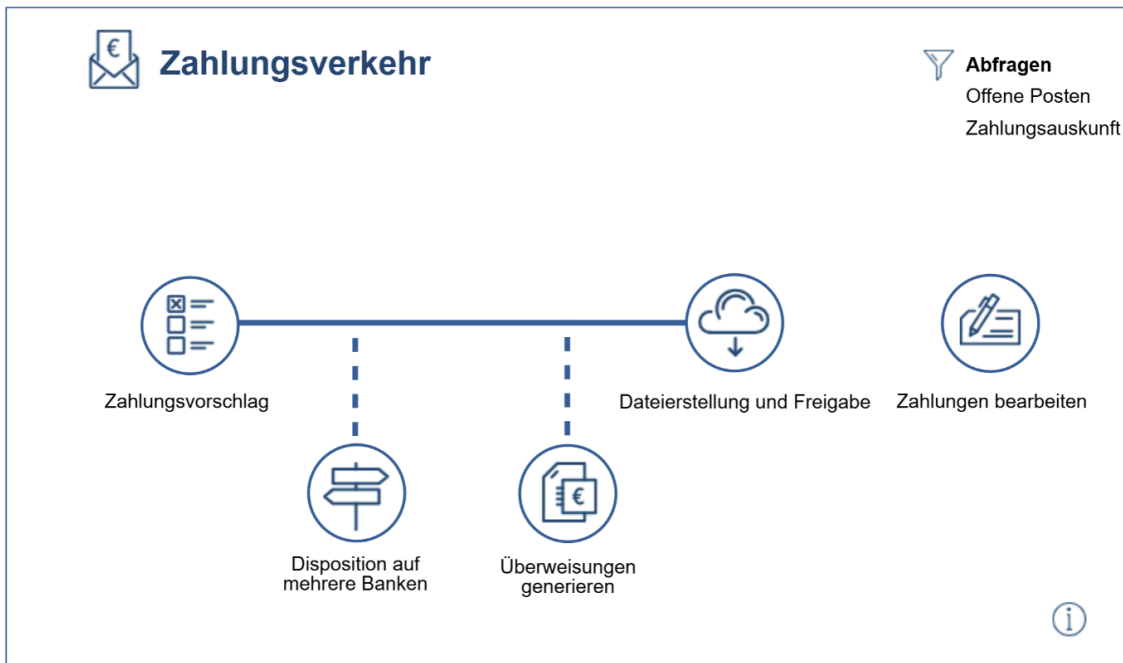 Zahlungsverkehr
Abfragen
Offene Posten
Zahlungsauskunft
Zahlungsvorschlag
Dateierstellung und Freigabe
Zahlungen bearbeiten
Disposition auf
mehrere Banken
Überweisungen
generieren